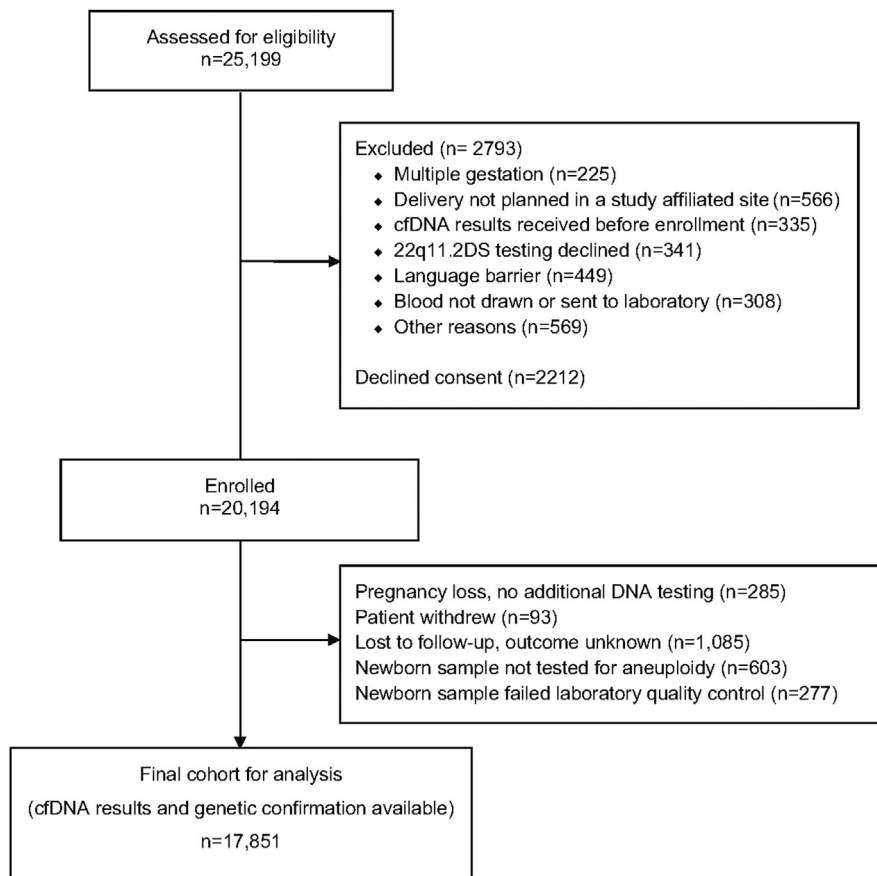 Assessed for eligibility
n=25,199
Excluded (n= 2793)
◆ Multiple gestation (n=225)
◆ Delivery not planned in a study affiliated site (n=566)
◆ cfDNA results received before enrollment (n=335)
◆ 22q11.2DS testing declined (n=341)
◆ Language barrier (n=449)
◆ Blood not drawn or sent to laboratory (n=308)
◆ Other reasons (n=569)
Declined consent (n=2212)
Enrolled
n=20,194
Pregnancy loss, no additional DNA testing (n=285)
Patient withdrew (n=93)
Lost to follow-up, outcome unknown (n=1,085)
Newborn sample not tested for aneuploidy (n=603)
Newborn sample failed laboratory quality control (n=277)
Final cohort for analysis
(cfDNA results and genetic confirmation available)
n=17,851